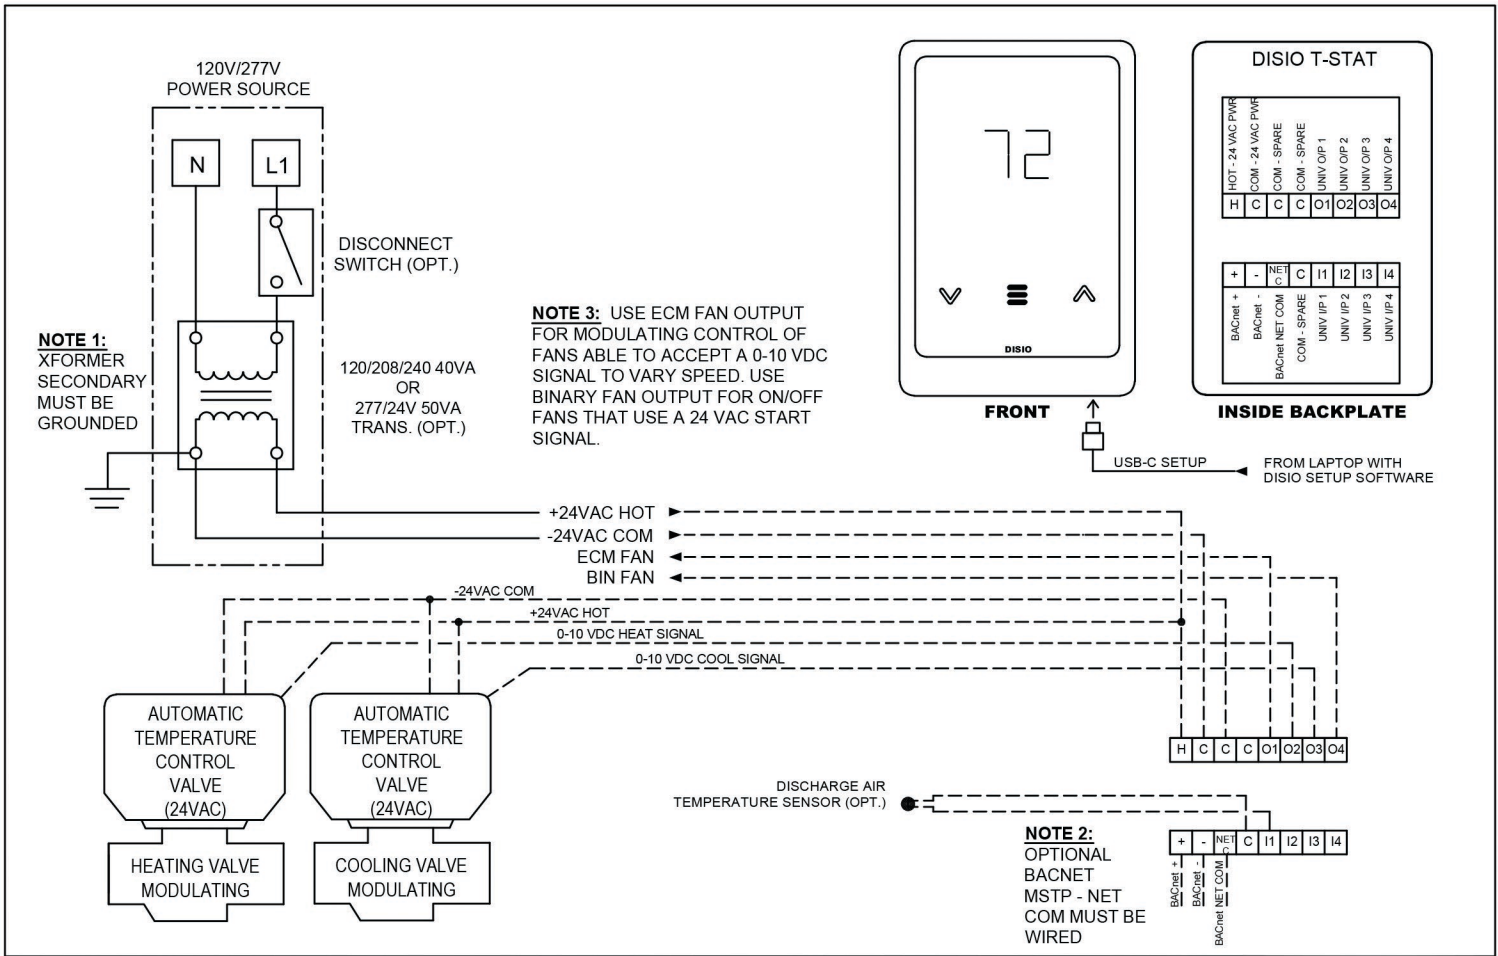 120V/277V
POWER SOURCE
N
L1
DISCONNECT
SWITCH (OPT.)
NOTE 1:
XFORMER
SECONDARY
MUST BE
GROUNDED
120/208/240 40VA
OR
277/24V 50VA
TRANS. (OPT.)
NOTE 3: USE ECM FAN OUTPUT
FOR MODULATING CONTROL OF
FANS ABLE TO ACCEPT A 0-10 VDC
SIGNAL TO VARY SPEED. USE
BINARY FAN OUTPUT FOR ON/OFF
FANS THAT USE A 24 VAC START
SIGNAL.
72
DISIO
FRONT
DISIO T-STAT
HOT - 24 VAC PWR
COM - 24 VAC PWR
COM - SPARE
COM - SPARE
UNIV O/P 1
UNIV O/P 2
UNIV O/P 3
UNIV O/P 4
H C C C O1 O2 O3 O4
+ - NET C C I1 I2 I3 I4
BACnet +
BACnet -
BACnet NET COM
COM - SPARE
UNIV I/P 1
UNIV I/P 2
UNIV I/P 3
UNIV I/P 4
INSIDE BACKPLATE
USB-C SETUP
FROM LAPTOP WITH
DISIO SETUP SOFTWARE
+24VAC HOT
-24VAC COM
ECM FAN
BIN FAN
-24VAC COM
+24VAC HOT
0-10 VDC HEAT SIGNAL
0-10 VDC COOL SIGNAL
AUTOMATIC
TEMPERATURE
CONTROL
VALVE
(24VAC)
HEATING VALVE
MODULATING
AUTOMATIC
TEMPERATURE
CONTROL
VALVE
(24VAC)
COOLING VALVE
MODULATING
H C C C O1 O2 O3 O4
DISCHARGE AIR
TEMPERATURE SENSOR (OPT.)
NOTE 2:
OPTIONAL
BACNET
MSTP - NET
COM MUST BE
WIRED
+ - NET C C I1 I2 I3 I4
BACnet +
BACnet -
BACnet NET COM